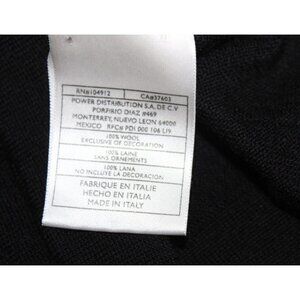 RN#104912 CA#37603
POWER DISTRIBUTION S.A. DE C.V
PORFIRIO DIAZ #469
MONTERREY, NUEVO LEON 64000
MEXICO RFC# PDI 000 106 LI9
100% WOOL
EXCLUSIVE OF DECORATION
100% LAINE
SANS ORNEMENTS
100% LANA
NO INCLUYE LA DECORACION
FABRIQUE EN ITALIE
HECHO EN ITALIA
MADE IN ITALY